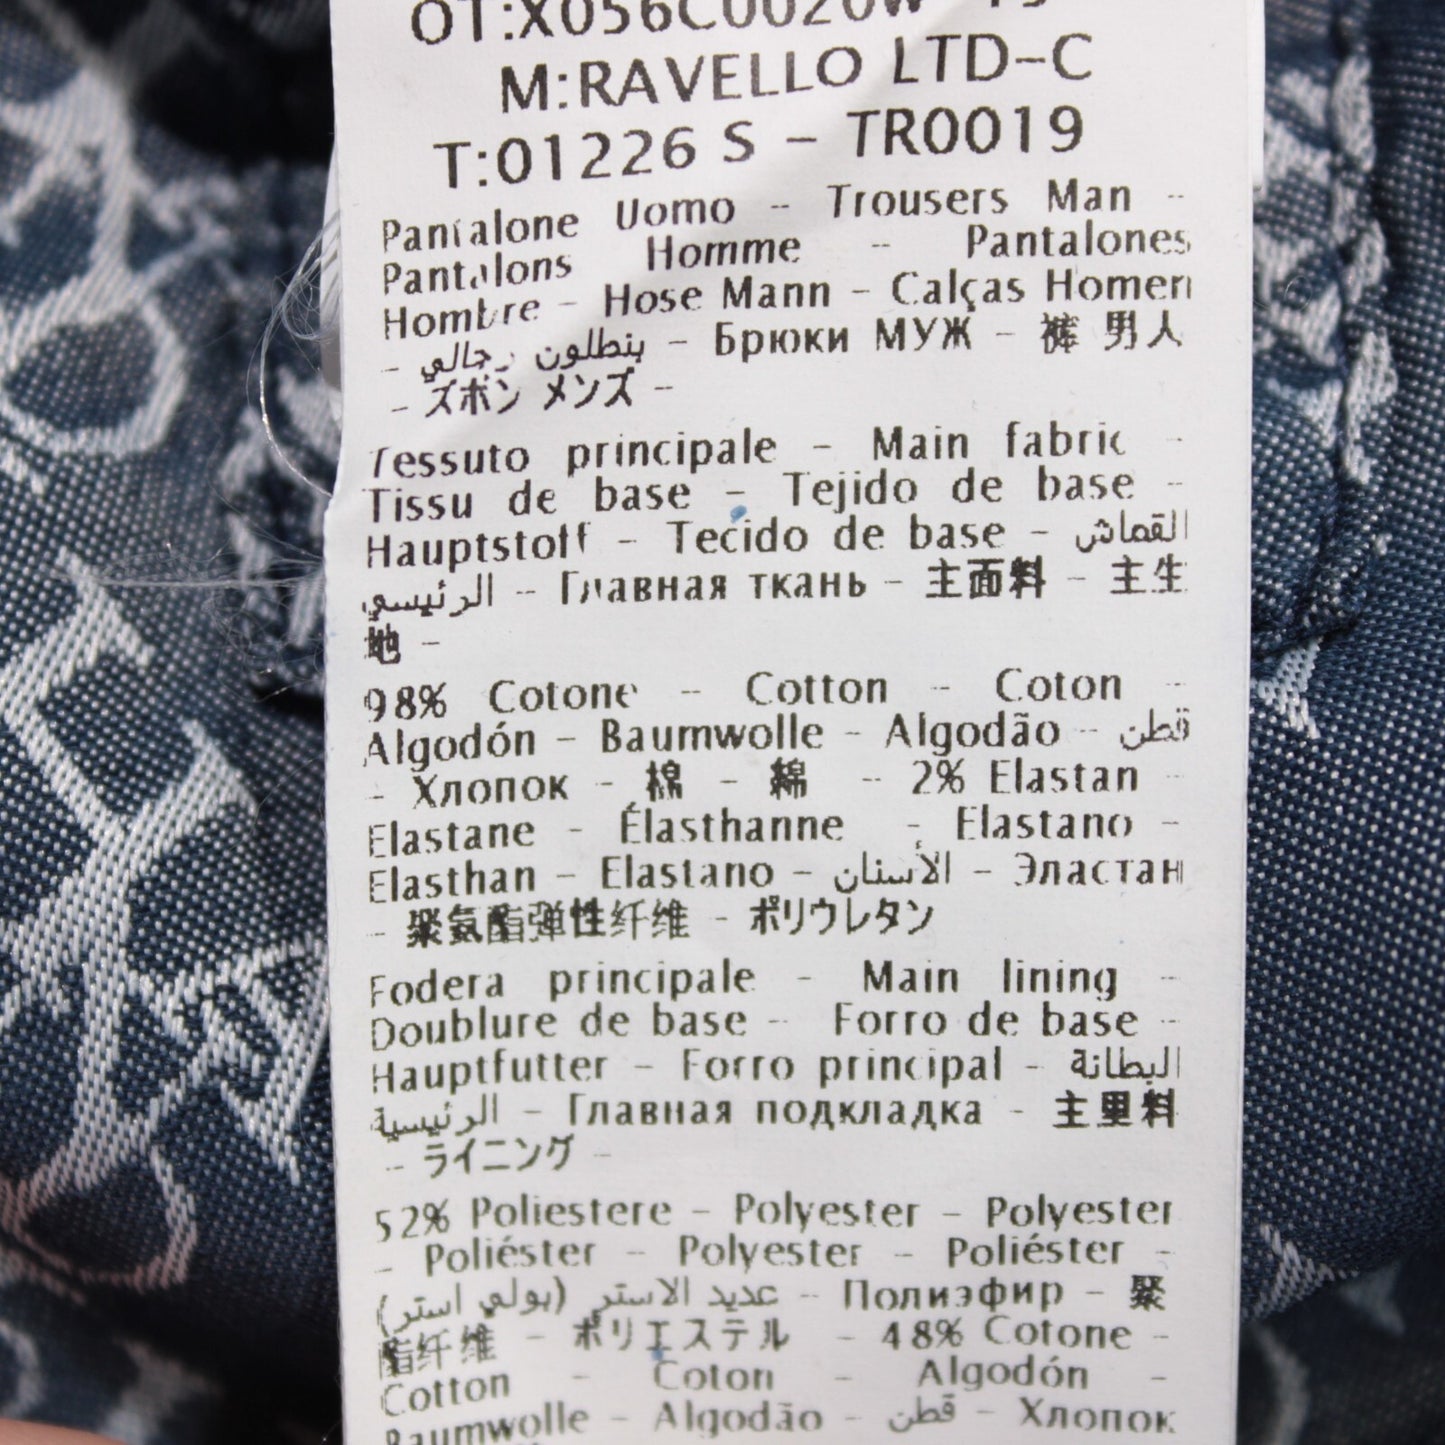 M:RAVELLO LTD-C
T:01226 S - TR0019
Pantalone Uomo - Trousers Man -
Pantalons Homme - Pantalones
Hombre - Hose Mann - Calças Homem
- بنطلون رجالي - Брюки МУЖ - 裤 男人
- ズボン メンズ -
Tessuto principale - Main fabric -
Tissu de base - Tejido de base -
Hauptstoff - Tecido de base - القماش
الرئيسي - Главная ткань - 主面料 - 主生
地 -
98% Cotone - Cotton - Coton -
Algodón - Baumwolle - Algodão - قطن
- Хлопок - 棉 - 綿 - 2% Elastan -
Elastane - Élasthanne - Elastano -
Elasthan - Elastano - الأستان - Эластан
- 聚氨酯弹性纤维 - ポリウレタン
Fodera principale - Main lining -
Doublure de base - Forro de base -
Hauptfutter - Forro principal - البطانة
الرئيسية - Главная подкладка - 主里料
- ライニング -
52% Poliestere - Polyester - Polyester
- Poliéster - Polyester - Poliéster -
عديد الاستر (بولي استر) - Полиэфир - 聚
酯纤维 - ポリエステル - 48% Cotone -
Cotton - Coton - Algodón -
Baumwolle - Algodão - قطن - Хлопок